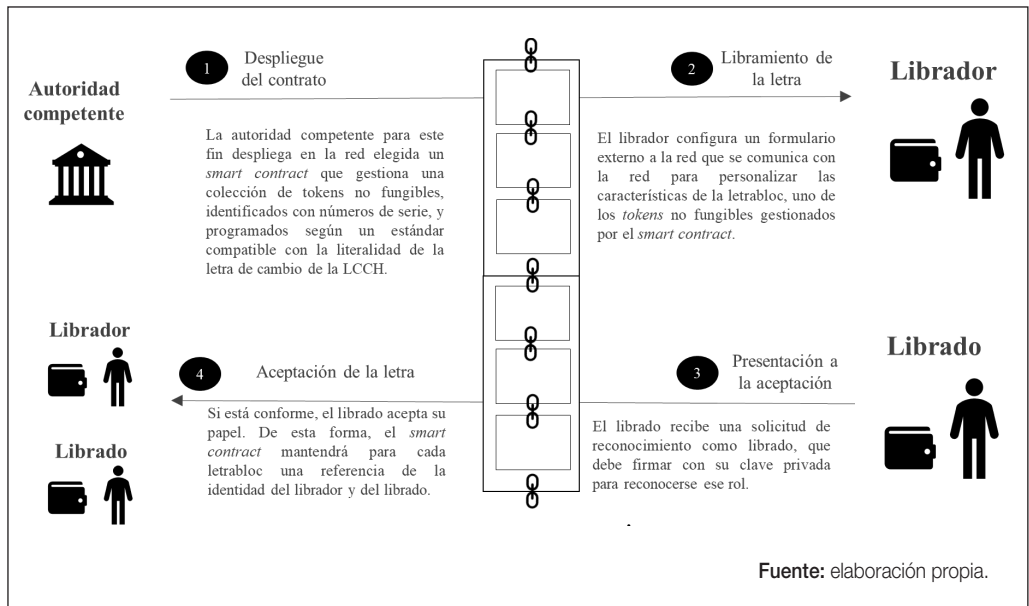 Autoridad
competente
1
Despliegue
del contrato
La autoridad competente para este
fin despliega en la red elegida un
smart contract que gestiona una
colección de tokens no fungibles,
identificados con números de serie, y
programados según un estándar
compatible con la literalidad de la
letra de cambio de la LCCH.
2
Libramiento de
la letra
Librador
El librador configura un formulario
externo a la red que se comunica con
la red para personalizar las
características de la letrabloc, uno de
los tokens no fungibles gestionados
por el smart contract.
Librado
3
Presentación a
la aceptación
El librado recibe una solicitud de
reconocimiento como librado, que
debe firmar con su clave privada
para reconocerse ese rol.
4
Aceptación de la letra
Si está conforme, el librado acepta su
papel. De esta forma, el smart
contract mantendrá para cada
letrabloc una referencia de la
identidad del librador y del librado.
Librador
Librado
Fuente: elaboración propia.